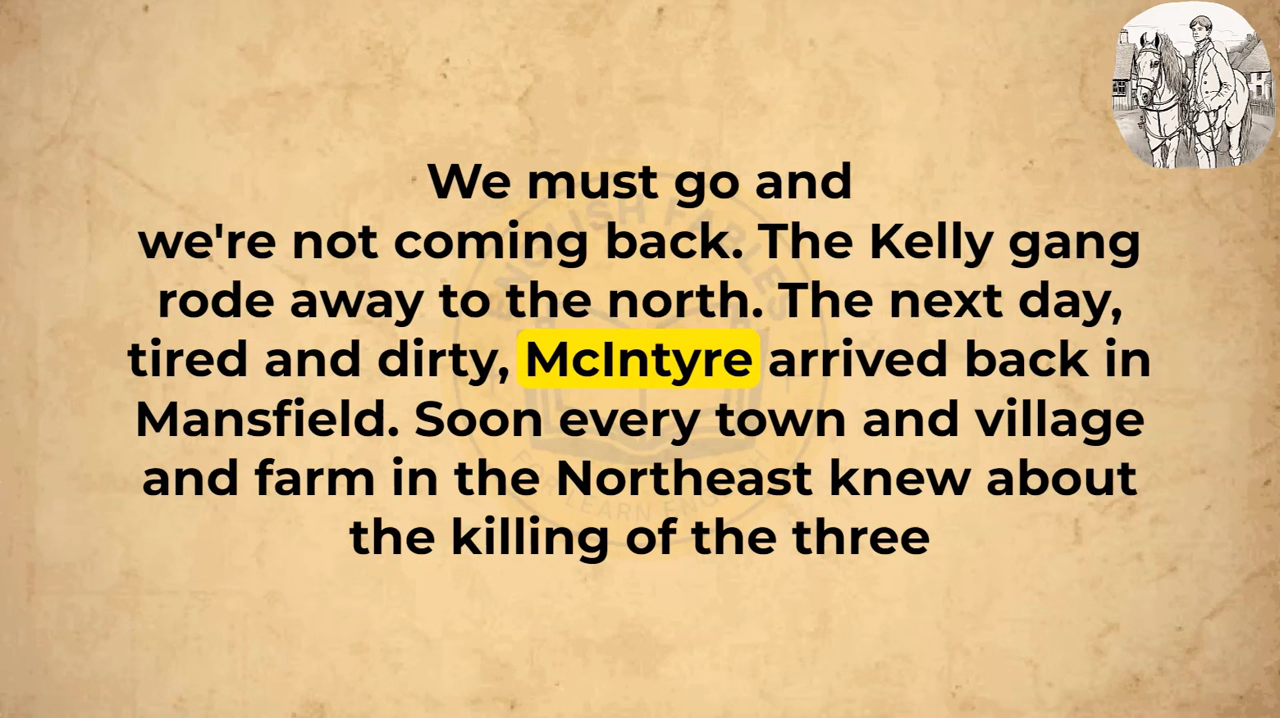 We must go and
we're not coming back. The Kelly gang
rode away to the north. The next day,
tired and dirty, McIntyre arrived back in
Mansfield. Soon every town and village
and farm in the Northeast knew about
the killing of the three